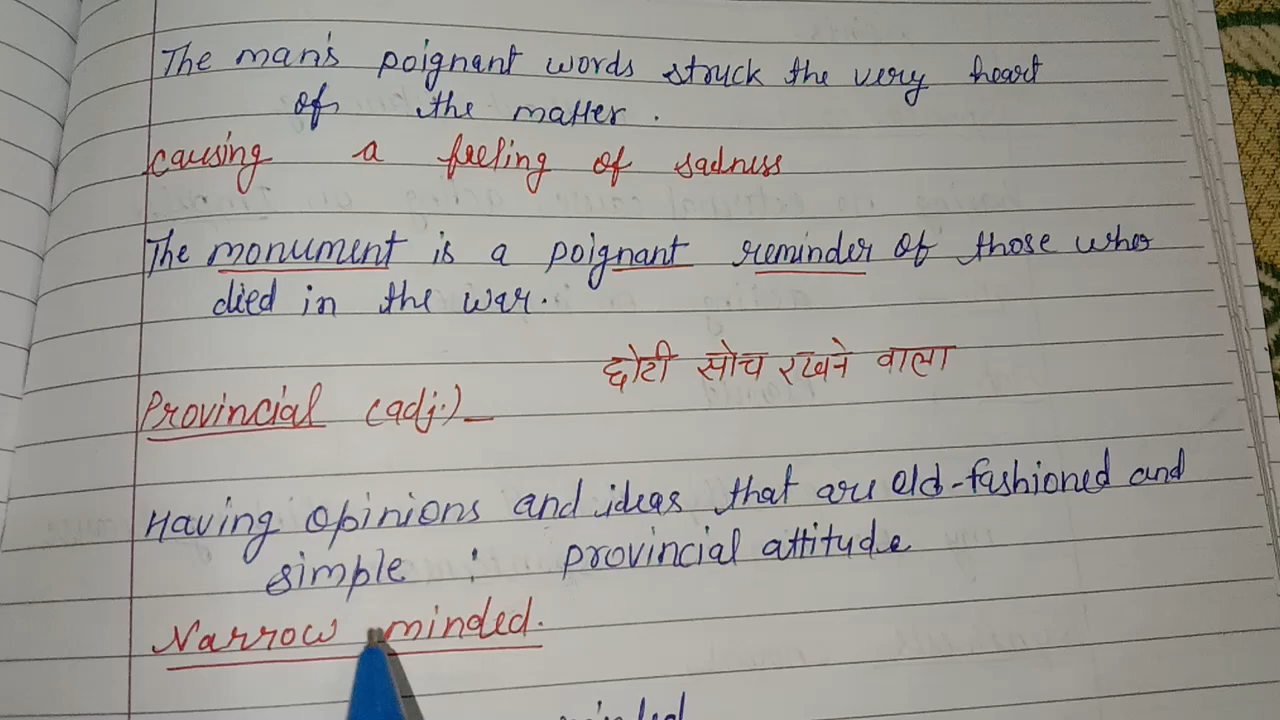 The man's poignant words struck the very heart
of the matter.
causing a feeling of sadness
The monument is a poignant reminder of those who
died in the war.
छोटी सोच रखने वाला
Provincial (adj.) –
Having opinions and ideas that are old-fashioned and
simple : provincial attitude
Narrow minded.
minded